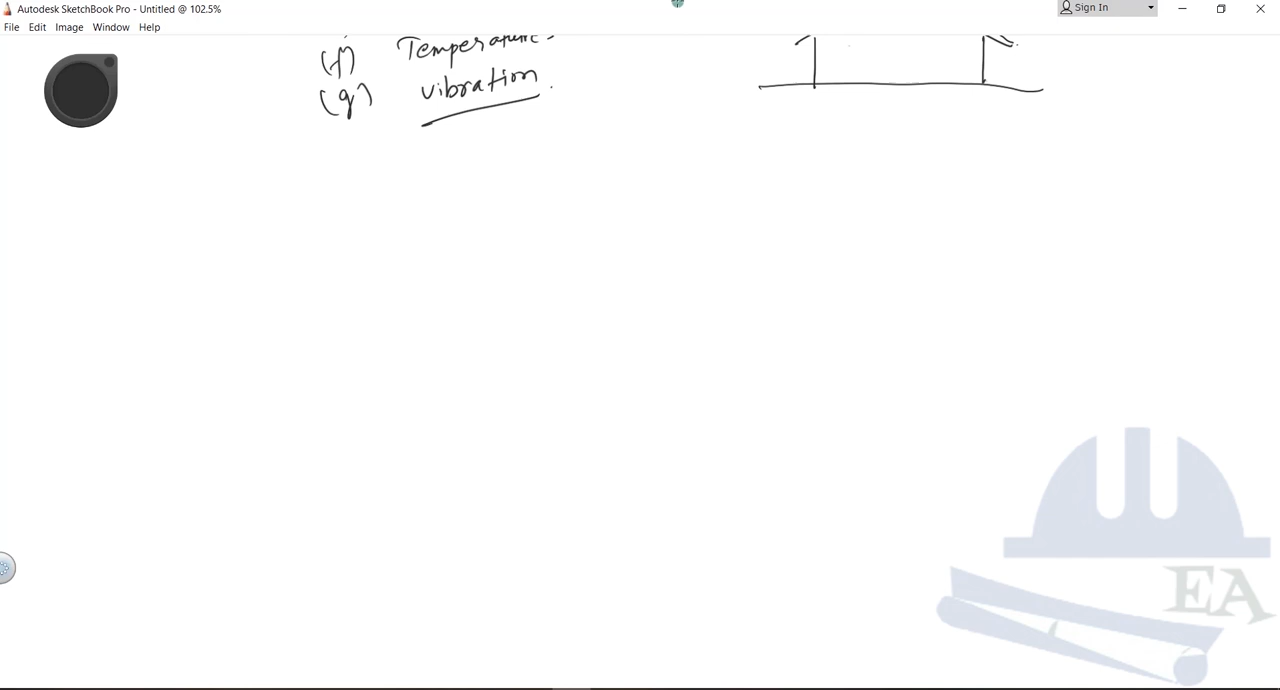 Autodesk SketchBook Pro - Untitled @ 102.5%
Sign In
File Edit Image Window Help
(f) Temperature -
(g) vibration.
EA